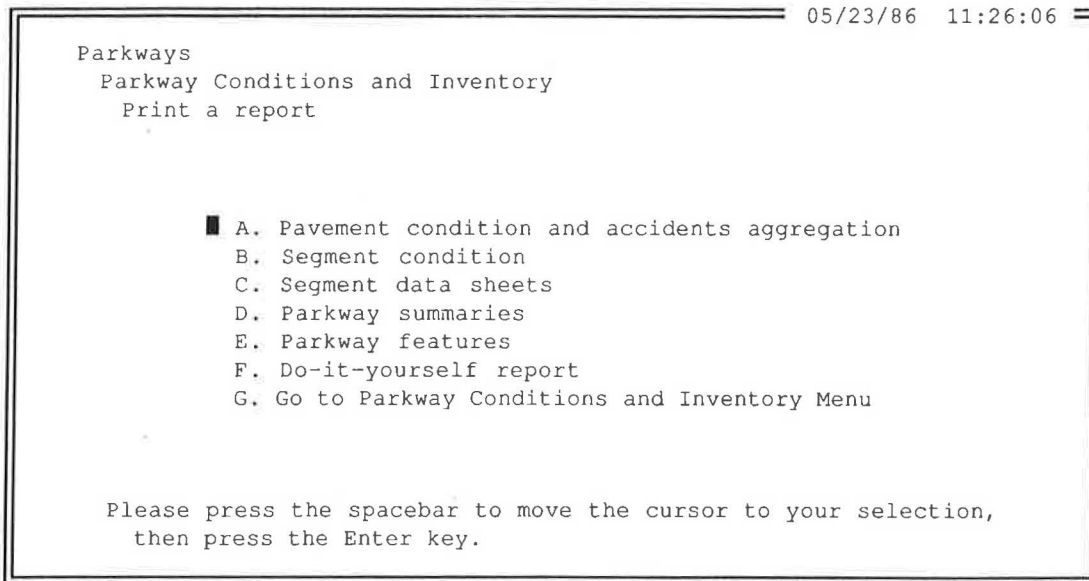 05/23/86 11:26:06
Parkways
Parkway Conditions and Inventory
Print a report
A. Pavement condition and accidents aggregation
B. Segment condition
C. Segment data sheets
D. Parkway summaries
E. Parkway features
F. Do-it-yourself report
G. Go to Parkway Conditions and Inventory Menu
Please press the spacebar to move the cursor to your selection,
then press the Enter key.